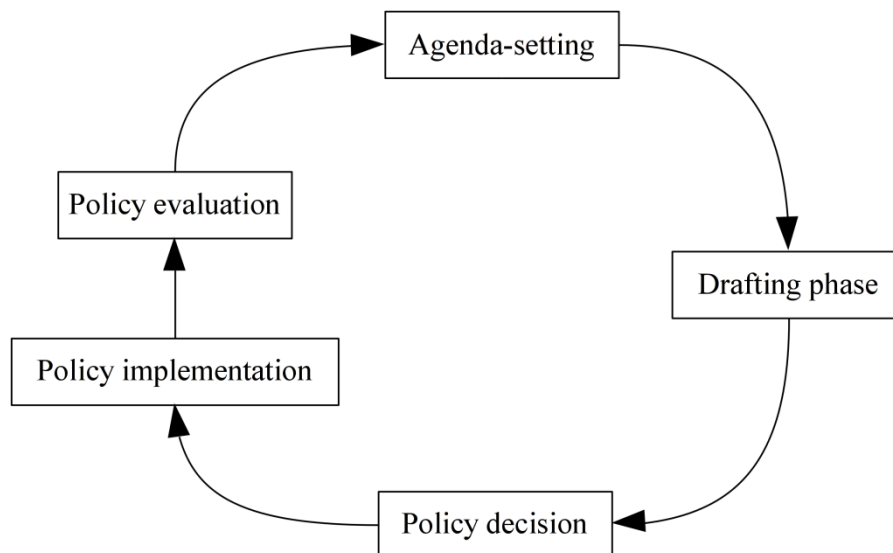 Agenda-setting
Policy evaluation
Drafting phase
Policy implementation
Policy decision